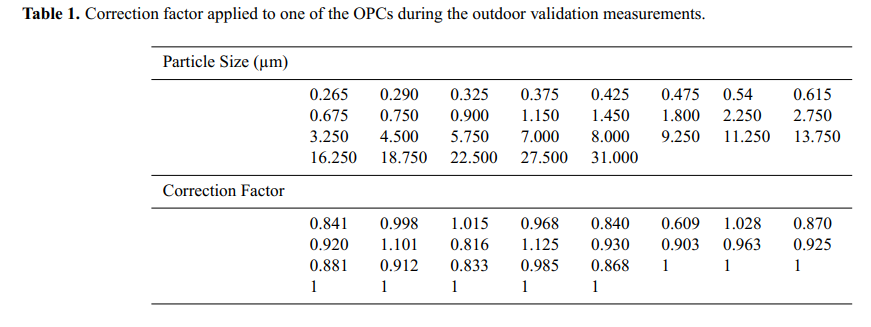 Table 1. Correction factor applied to one of the OPCs during the outdoor validation measurements.
Particle Size (µm)
0.265 0.290 0.325 0.375 0.425 0.475 0.54 0.615
0.675 0.750 0.900 1.150 1.450 1.800 2.250 2.750
3.250 4.500 5.750 7.000 8.000 9.250 11.250 13.750
16.250 18.750 22.500 27.500 31.000
Correction Factor
0.841 0.998 1.015 0.968 0.840 0.609 1.028 0.870
0.920 1.101 0.816 1.125 0.930 0.903 0.963 0.925
0.881 0.912 0.833 0.985 0.868 1 1 1
1 1 1 1 1